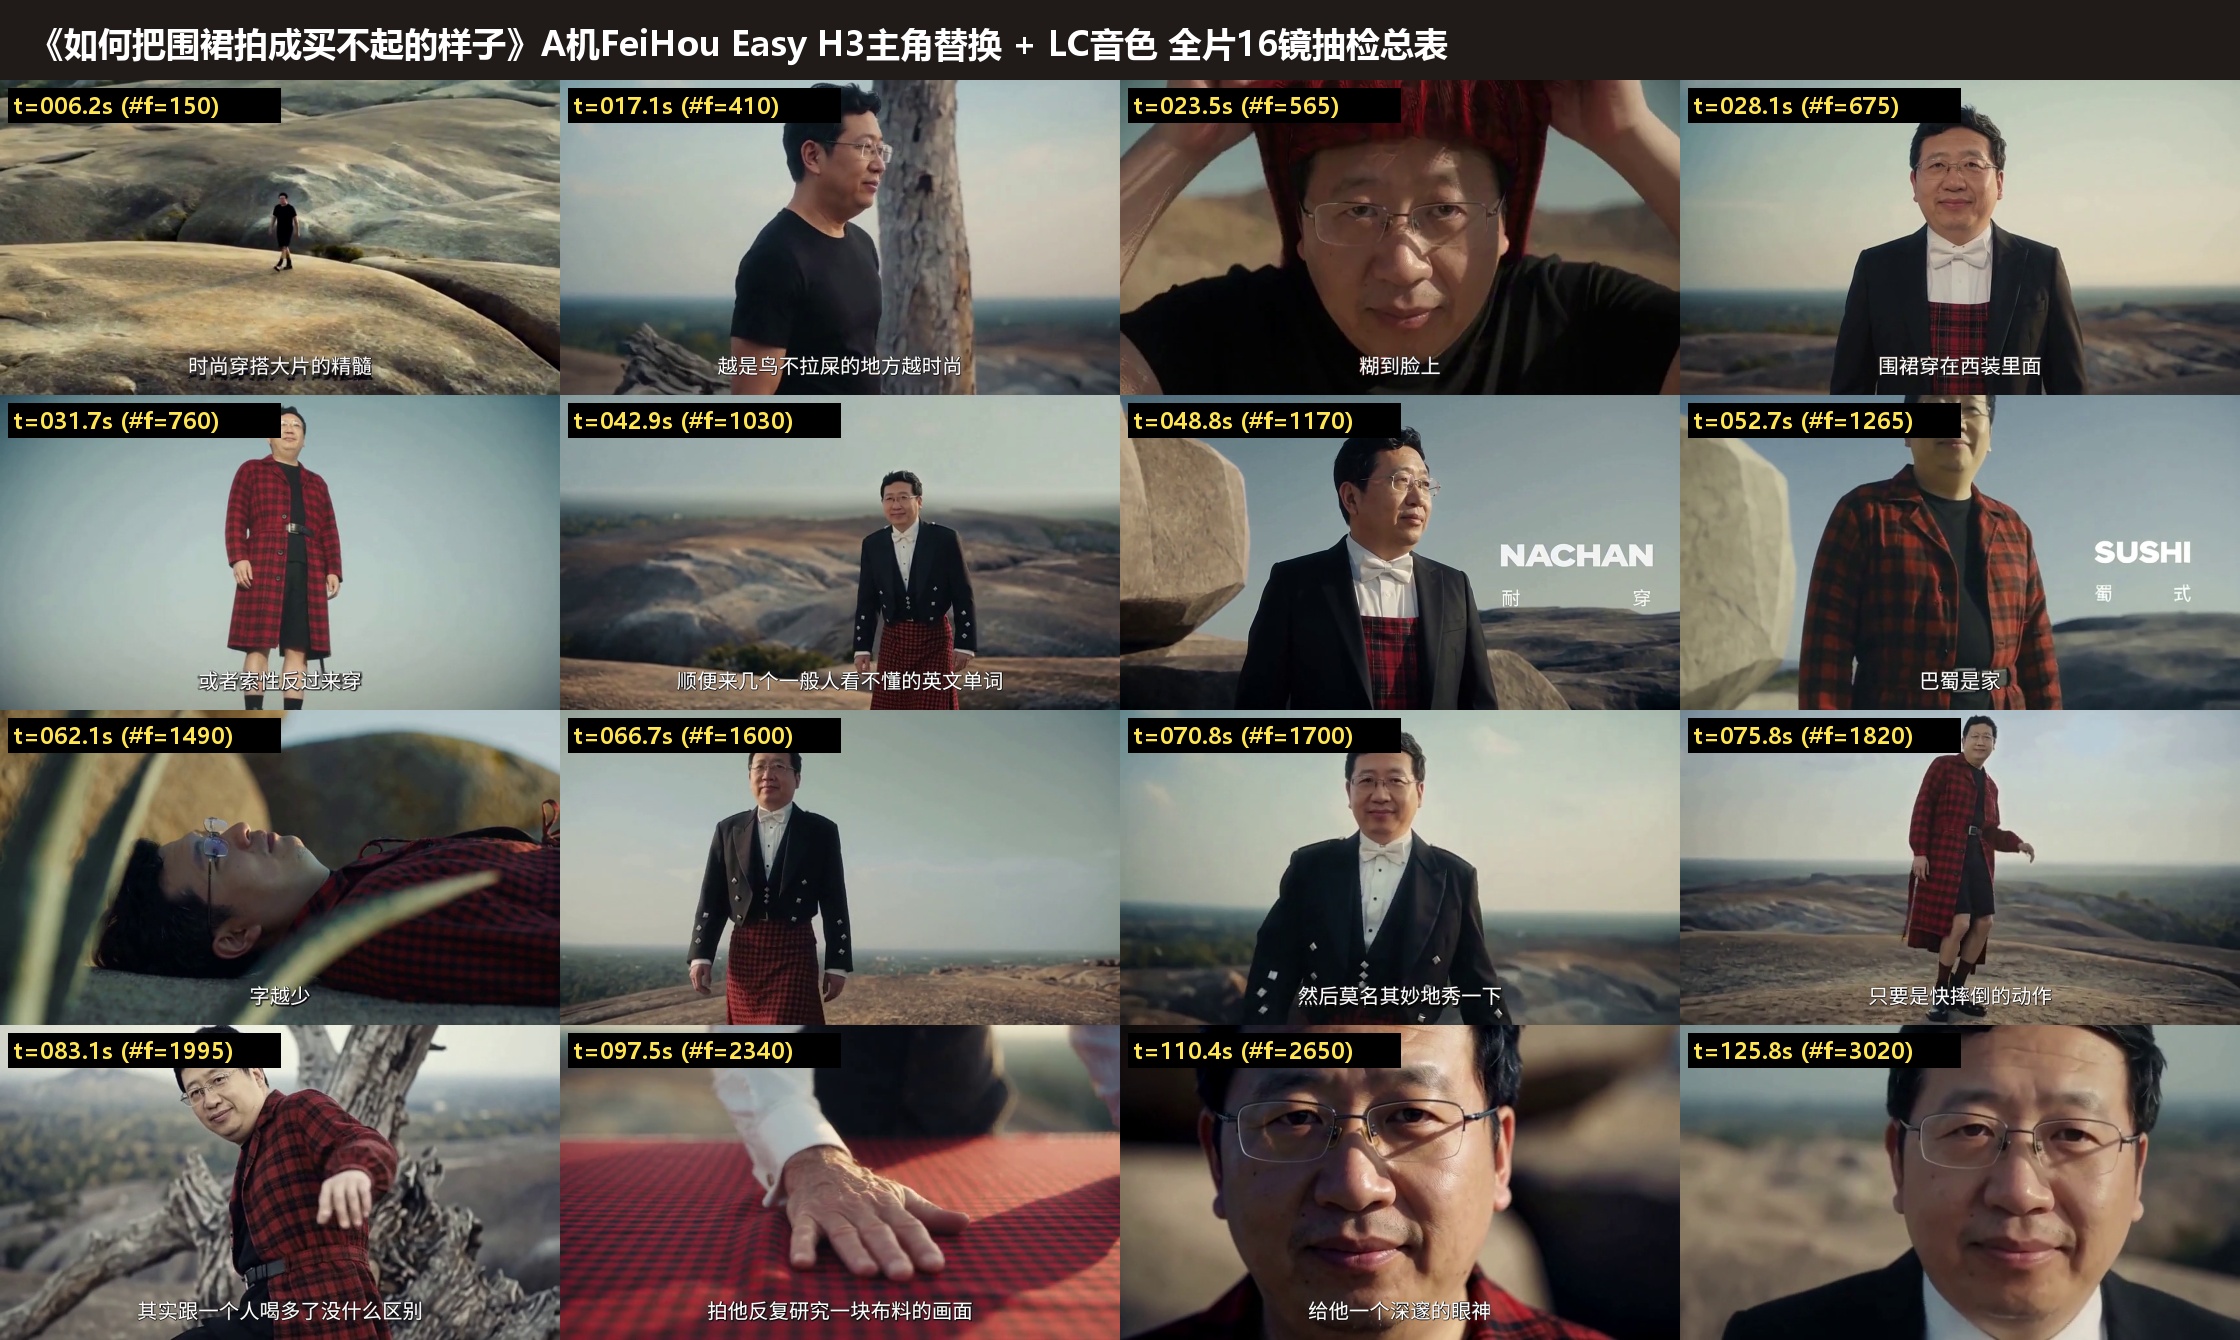 《如何把围裙拍成买不起的样子》A机FeiHou Easy H3主角替换 + LC音色 全片16镜抽检总表
t=006.2s (#f=150)
时尚穿搭大片的精髓
t=017.1s (#f=410)
越是鸟不拉屎的地方越时尚
t=023.5s (#f=565)
糊到脸上
t=028.1s (#f=675)
围裙穿在西装里面
t=031.7s (#f=760)
或者索性反过来穿
t=042.9s (#f=1030)
顺便来几个一般人看不懂的英文单词
t=048.8s (#f=1170)
NACHAN
耐 穿
t=052.7s (#f=1265)
SUSHI
蜀 式
巴蜀是家
t=062.1s (#f=1490)
字越少
t=066.7s (#f=1600)
t=070.8s (#f=1700)
然后莫名其妙地秀一下
t=075.8s (#f=1820)
只要是快摔倒的动作
t=083.1s (#f=1995)
其实跟一个人喝多了没什么区别
t=097.5s (#f=2340)
拍他反复研究一块布料的画面
t=110.4s (#f=2650)
给他一个深邃的眼神
t=125.8s (#f=3020)